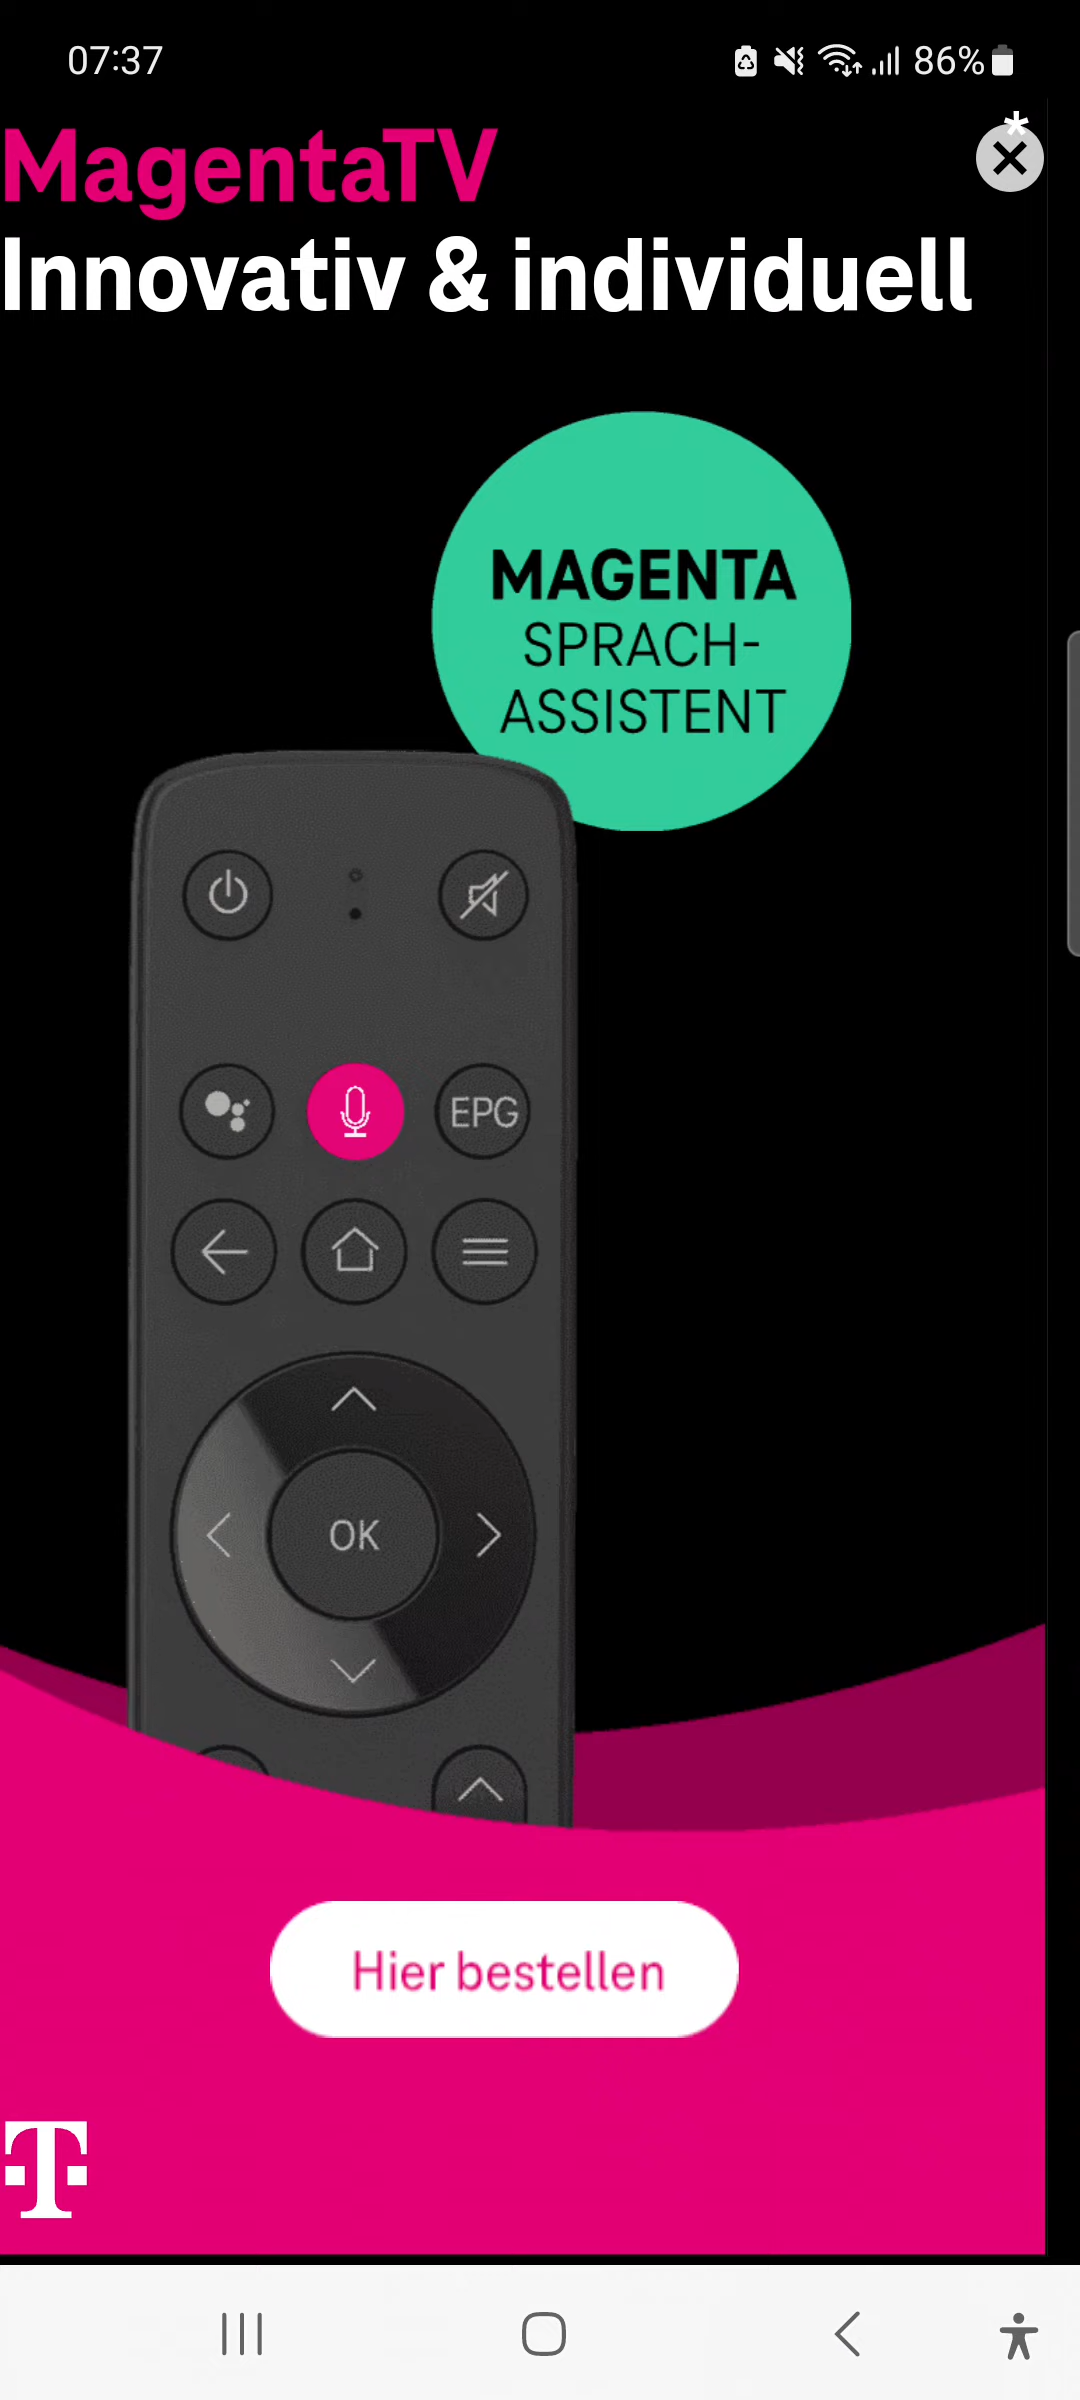 07:37
86%
MagentaTV
*
Innovativ & individuell
MAGENTA
SPRACH-
ASSISTENT
EPG
OK
Hier bestellen
T